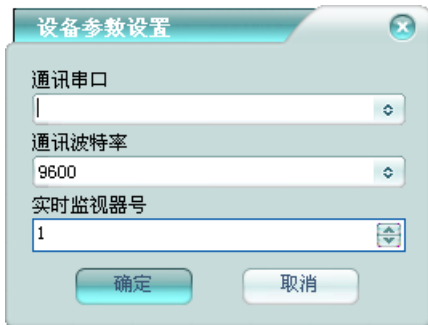 设备参数设置
通讯串口
通讯波特率
9600
实时监视器号
1
确定
取消